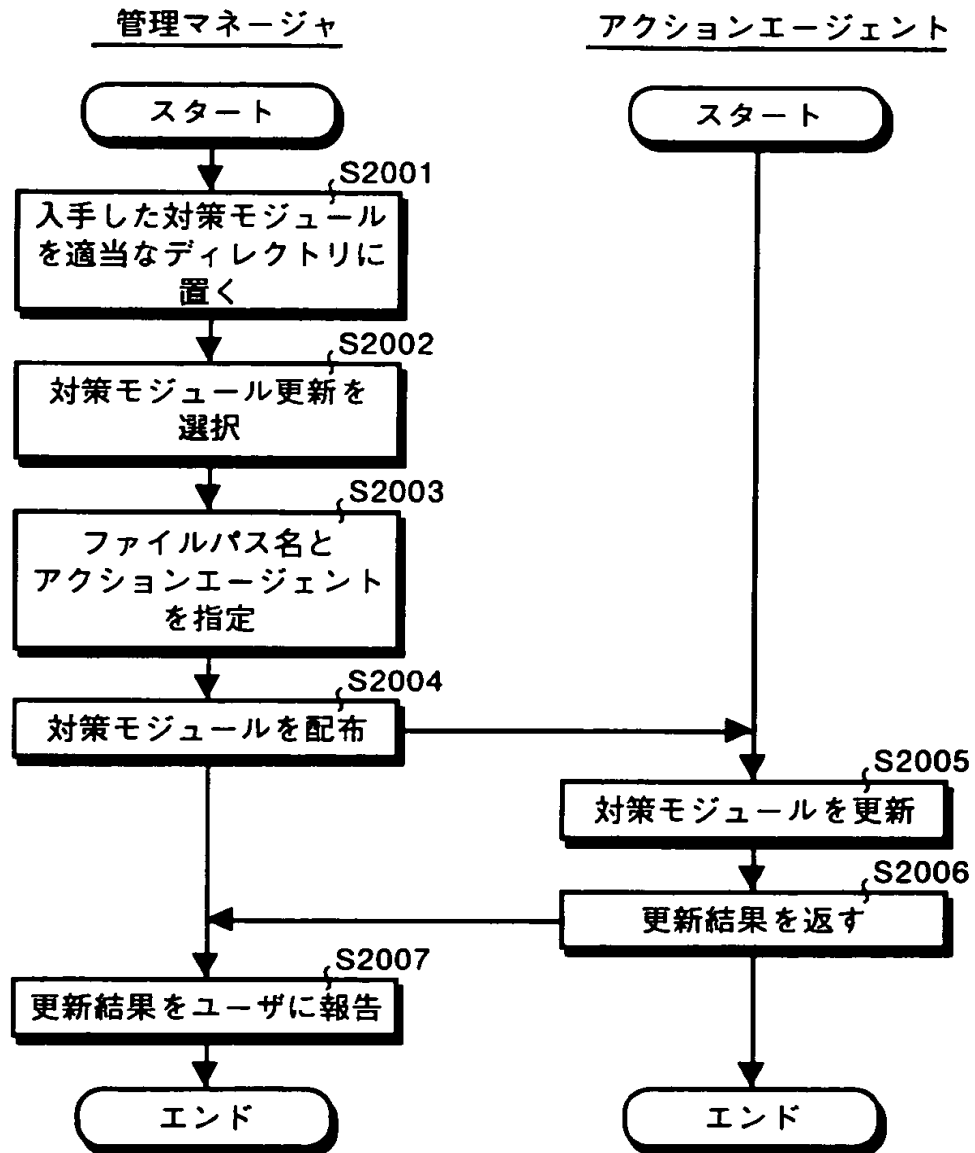 管理マネージャ
アクションエージェント
スタート
スタート
S2001
入手した対策モジュール
を適当なディレクトリに
置く
S2002
対策モジュール更新を
選択
S2003
ファイルパス名と
アクションエージェント
を指定
S2004
対策モジュールを配布
S2005
対策モジュールを更新
S2006
更新結果を返す
S2007
更新結果をユーザに報告
エンド
エンド